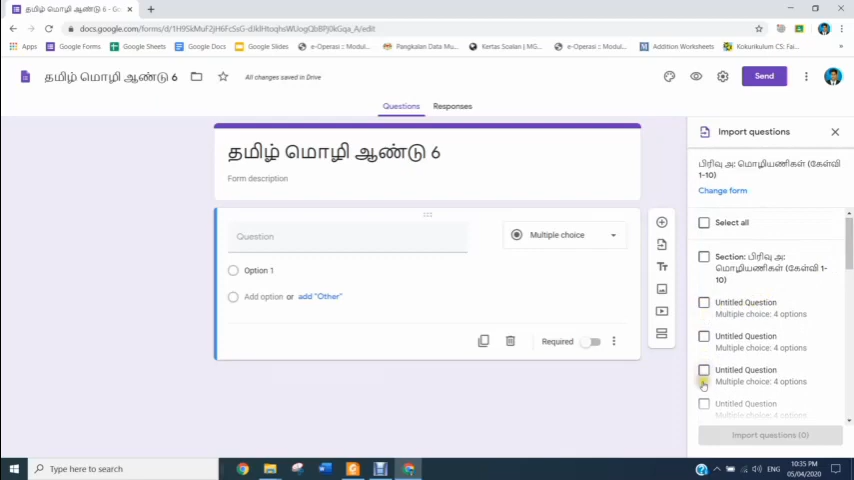 தமிழ் மொழி ஆண்டு 6 - Go
docs.google.com/forms/d/
/edit
Apps
Google Forms
Google Sheets
Google Docs
Google Slides
e-Operasi :: Modul...
Pangkalan Data Mu...
Kertas Soalan | MG...
e-Operasi :: Modul...
Addition Worksheets
Kokurikulum CS: Fai...
தமிழ் மொழி ஆண்டு 6
All changes saved in Drive
Send
Questions
Responses
Import questions
தமிழ் மொழி ஆண்டு 6
Form description
பிரிவு அ: மொழியணிகள் (கேள்வி
1-10)
Change form
Select all
Question
Multiple choice
Option 1
Add option or add "Other"
Required
Section: பிரிவு அ:
மொழியணிகள் (கேள்வி 1-
10)
Untitled Question
Multiple choice: 4 options
Untitled Question
Multiple choice: 4 options
Untitled Question
Multiple choice: 4 options
Untitled Question
Multiple choice: 4 options
Import questions (0)
Type here to search
ENG
10:35 PM
05/04/2020